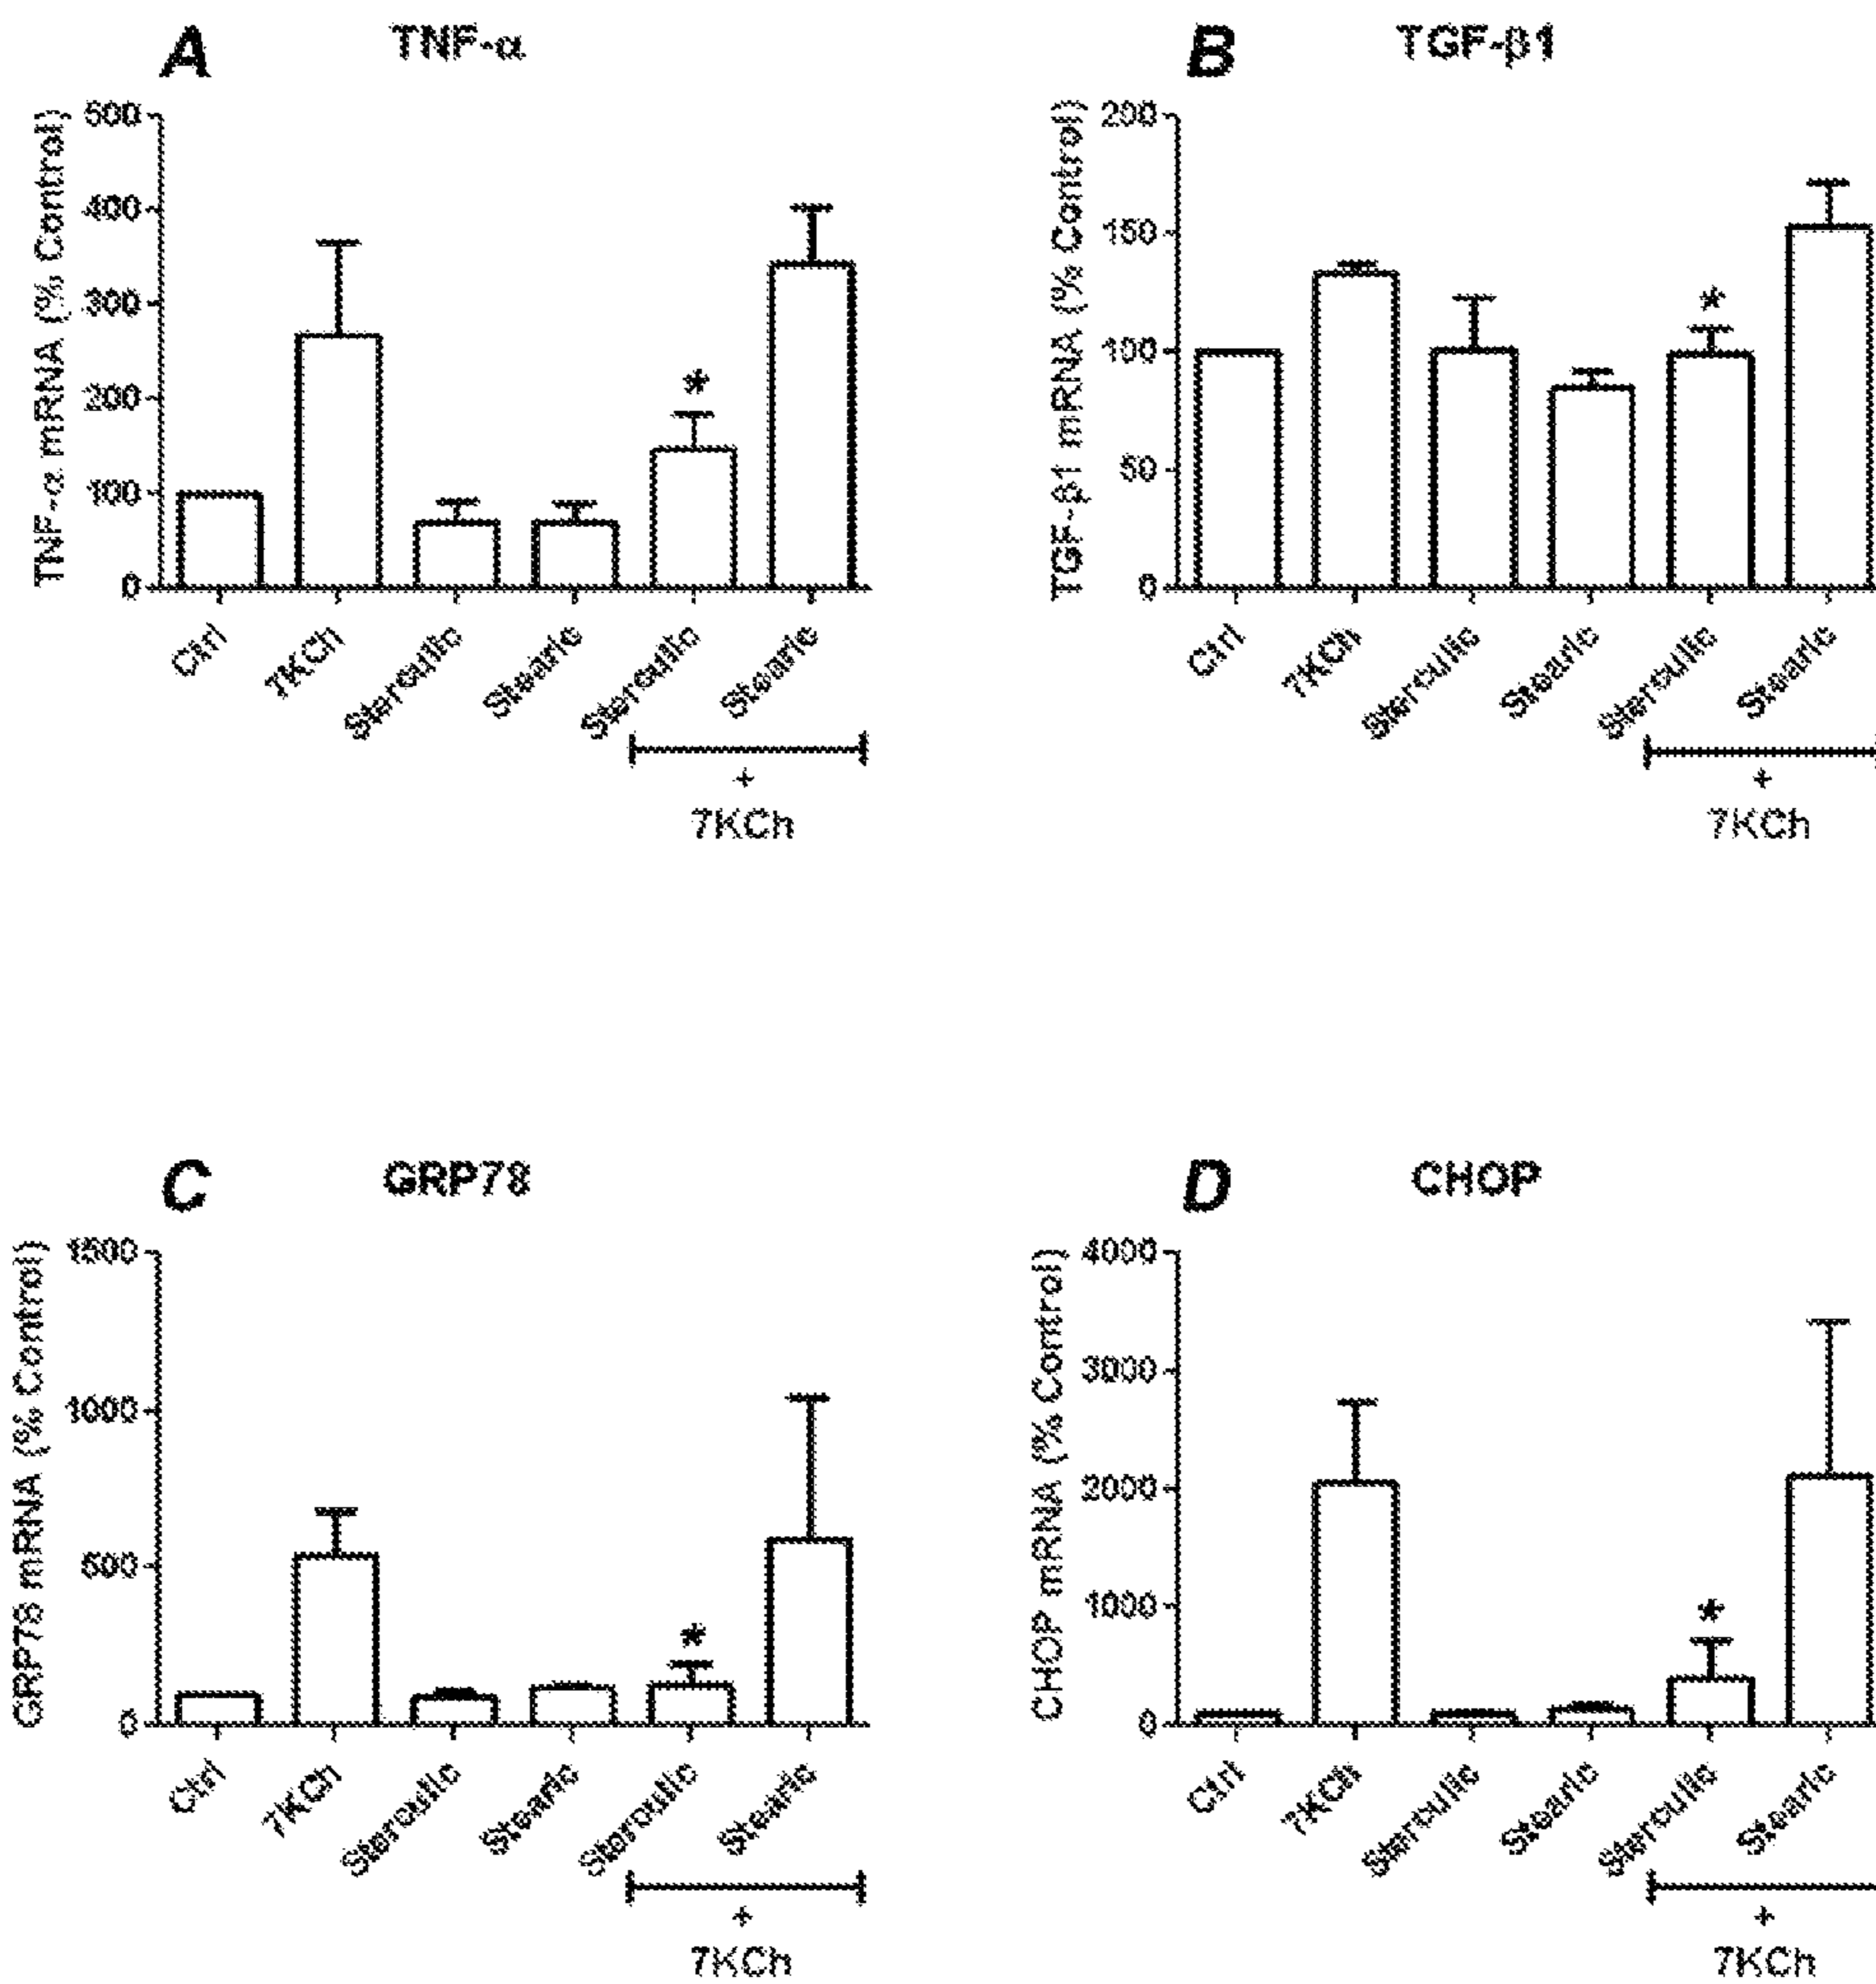 A TNF-α
TNF-α mRNA (% Control)
500
400
300
200
100
0
*
Ctrl
7KCh
Sterculic
Stearic
Sterculic
Stearic
+
7KCh
B TGF-β1
TGF-β1 mRNA (% Control)
200
150
100
50
0
*
Ctrl
7KCh
Sterculic
Stearic
Sterculic
Stearic
+
7KCh
C GRP78
GRP78 mRNA (% Control)
1500
1000
500
0
*
Ctrl
7KCh
Sterculic
Stearic
Sterculic
Stearic
+
7KCh
D CHOP
CHOP mRNA (% Control)
4000
3000
2000
1000
0
*
Ctrl
7KCh
Sterculic
Stearic
Sterculic
Stearic
+
7KCh